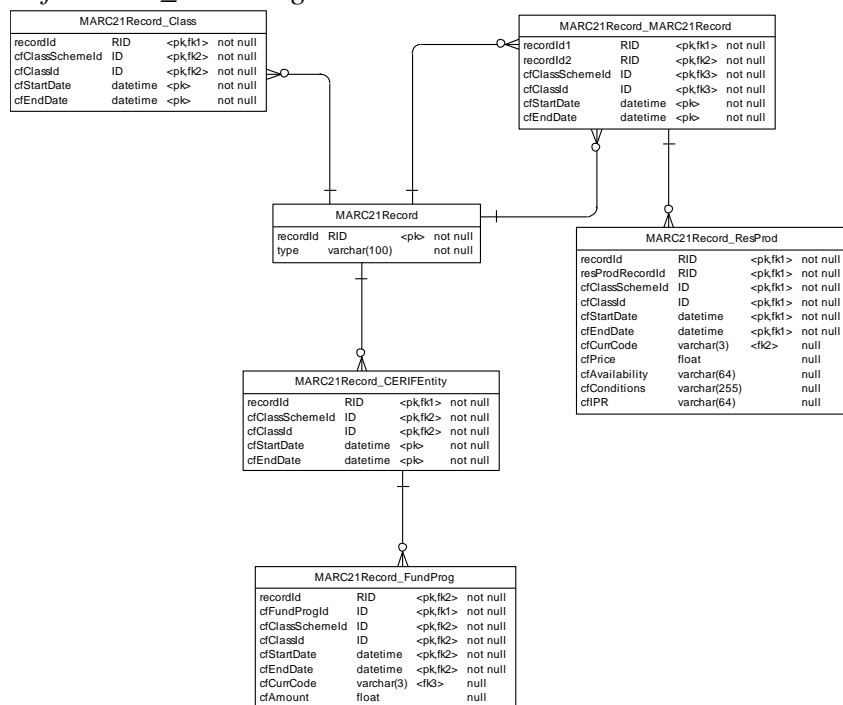 MARC21Record_Class
recordId RID <pk,fk1> not null
cfClassSchemeId ID <pk,fk2> not null
cfClassId ID <pk,fk2> not null
cfStartDate datetime <pk> not null
cfEndDate datetime <pk> not null
MARC21Record_MARC21Record
recordId1 RID <pk,fk1> not null
recordId2 RID <pk,fk2> not null
cfClassSchemeId ID <pk,fk3> not null
cfClassId ID <pk,fk3> not null
cfStartDate datetime <pk> not null
cfEndDate datetime <pk> not null
MARC21Record
recordId RID <pk> not null
type varchar(100) not null
MARC21Record_ResProd
recordId RID <pk,fk1> not null
resProdRecordId RID <pk,fk1> not null
cfClassSchemeId ID <pk,fk1> not null
cfClassId ID <pk,fk1> not null
cfStartDate datetime <pk,fk1> not null
cfEndDate datetime <pk,fk1> not null
cfCurrCode varchar(3) <fk2> null
cfPrice float null
cfAvailability varchar(64) null
cfConditions varchar(255) null
cfIPR varchar(64) null
MARC21Record_CERIFEntity
recordId RID <pk,fk1> not null
cfClassSchemeId ID <pk,fk2> not null
cfClassId ID <pk,fk2> not null
cfStartDate datetime <pk> not null
cfEndDate datetime <pk> not null
MARC21Record_FundProg
recordId RID <pk,fk2> not null
cfFundProgId ID <pk,fk1> not null
cfClassSchemeId ID <pk,fk2> not null
cfClassId ID <pk,fk2> not null
cfStartDate datetime <pk,fk2> not null
cfEndDate datetime <pk,fk2> not null
cfCurrCode varchar(3) <fk3> null
cfAmount float null